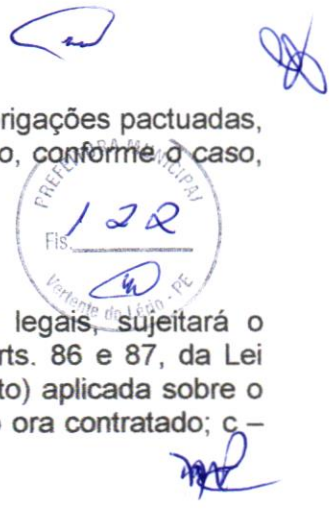 rigações pactuadas,
o, conforme o caso,
PREFEITURA MUNICIPAL
Fls. 122
Vertente do Lério - PE
legais, sujeitará o
rts. 86 e 87, da Lei
to) aplicada sobre o
o ora contratado; c –